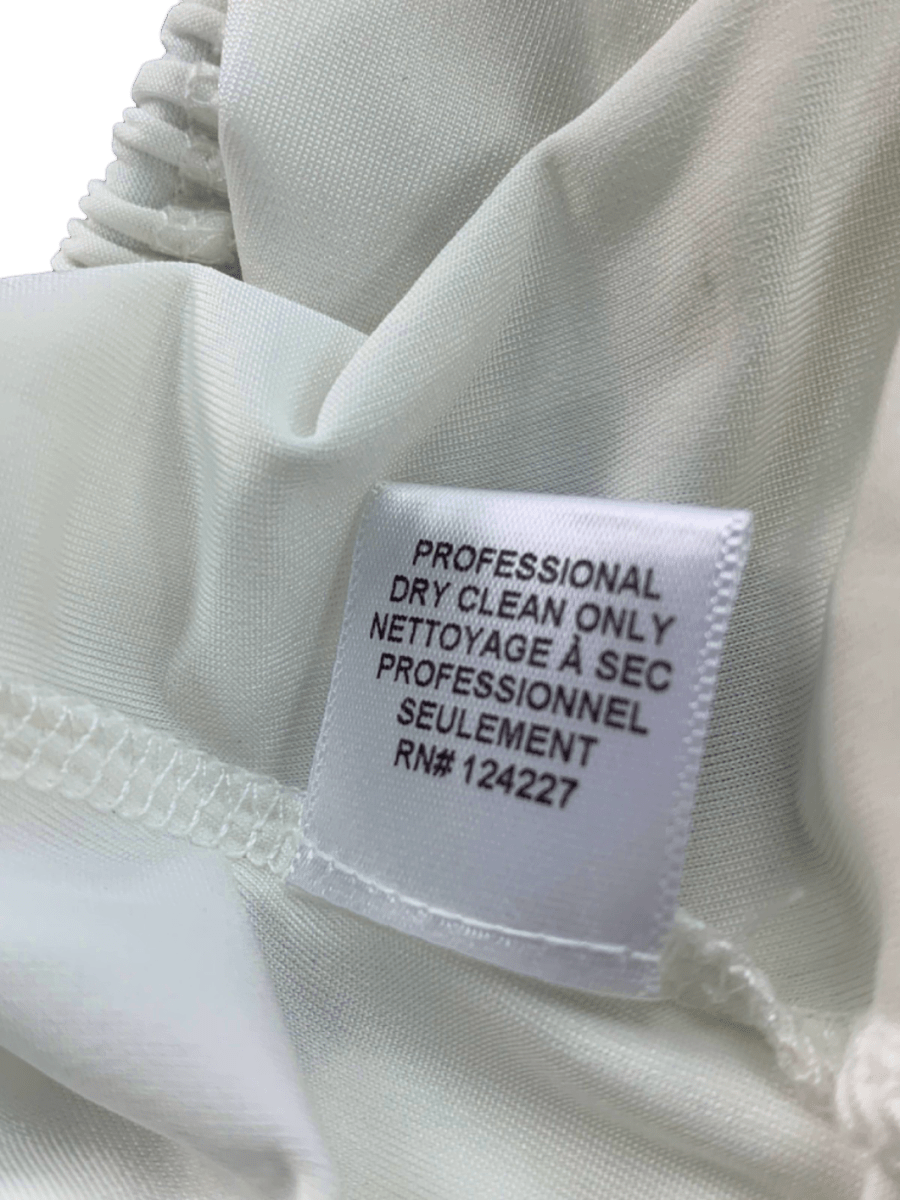 PROFESSIONAL
DRY CLEAN ONLY
NETTOYAGE À SEC
PROFESSIONNEL
SEULEMENT
RN# 124227